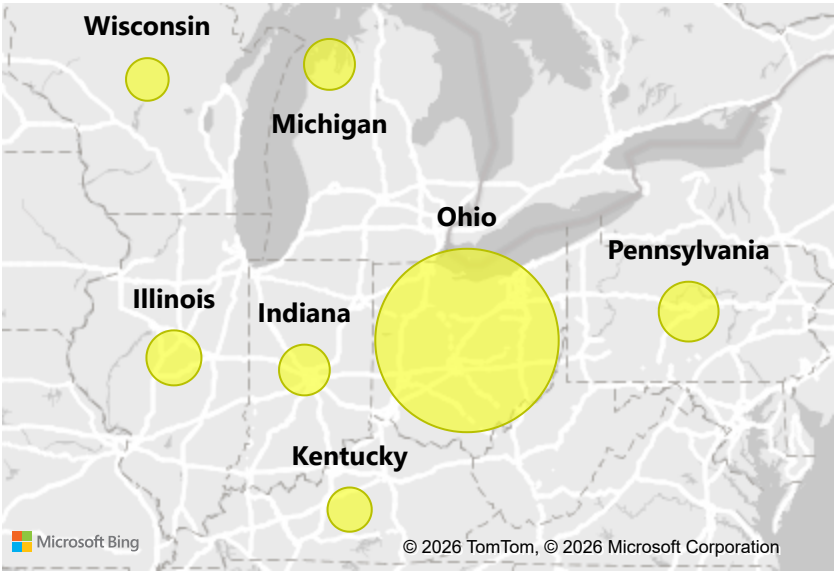 Wisconsin
Michigan
Ohio
Pennsylvania
Illinois
Indiana
Kentucky
Microsoft Bing
© 2026 TomTom, © 2026 Microsoft Corporation